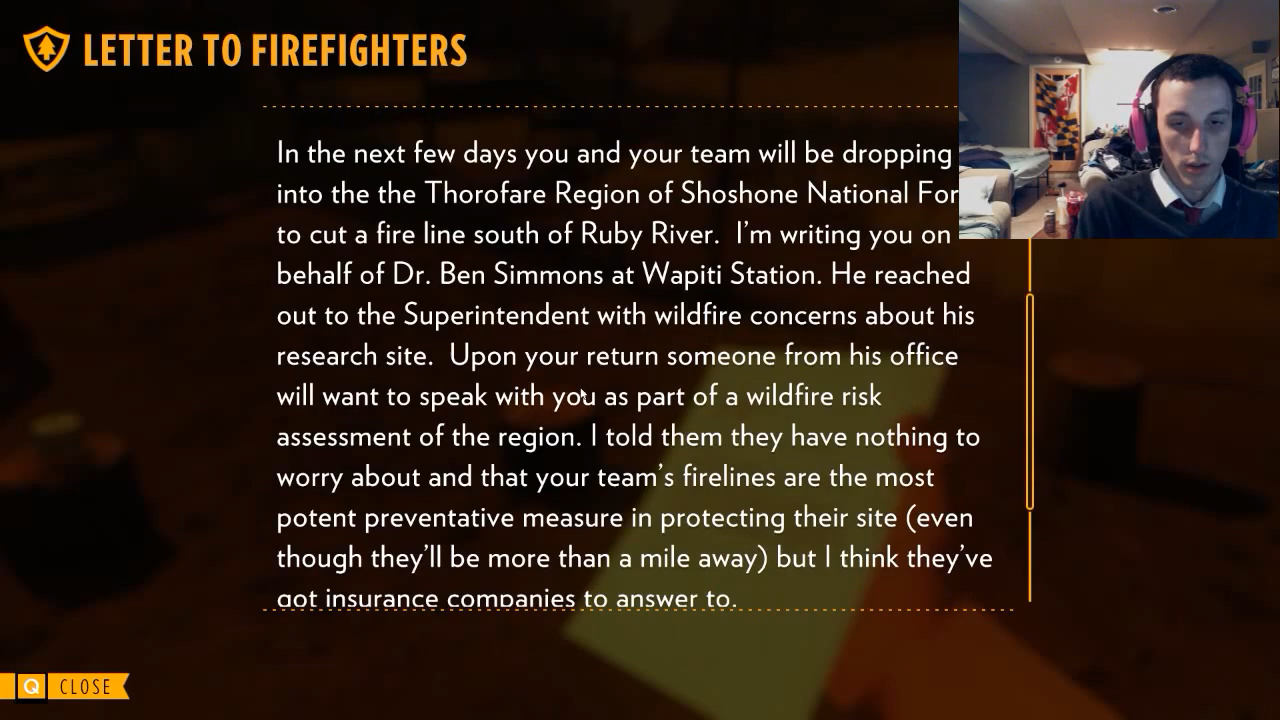 LETTER TO FIREFIGHTERS
In the next few days you and your team will be dropping
into the the Thorofare Region of Shoshone National For
to cut a fire line south of Ruby River. I'm writing you on
behalf of Dr. Ben Simmons at Wapiti Station. He reached
out to the Superintendent with wildfire concerns about his
research site. Upon your return someone from his office
will want to speak with you as part of a wildfire risk
assessment of the region. I told them they have nothing to
worry about and that your team's firelines are the most
potent preventative measure in protecting their site (even
though they'll be more than a mile away) but I think they've
got insurance companies to answer to.
Q CLOSE